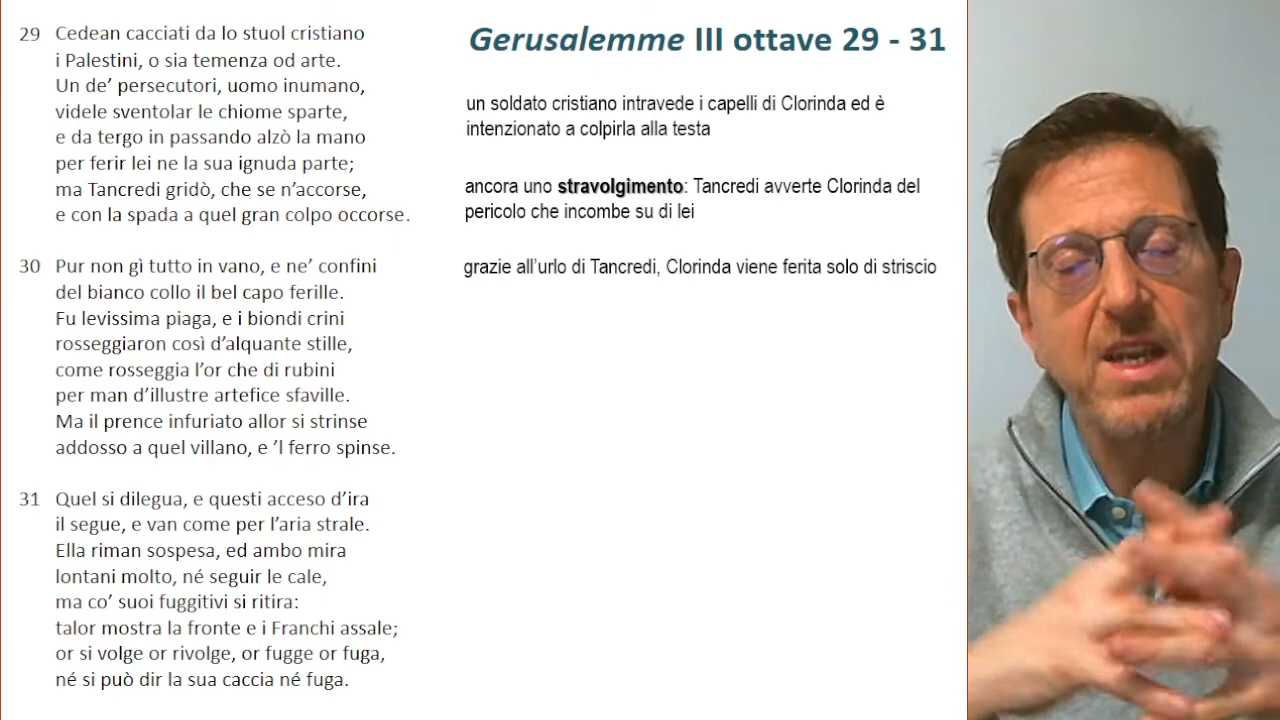 29 Cedean cacciati da lo stuol cristiano
i Palestini, o sia temenza od arte.
Un de’ persecutori, uomo inumano,
videle sventolar le chiome sparte,
e da tergo in passando alzò la mano
per ferir lei ne la sua ignuda parte;
ma Tancredi gridò, che se n’accorse,
e con la spada a quel gran colpo occorse.
30 Pur non gì tutto in vano, e ne’ confini
del bianco collo il bel capo ferille.
Fu levissima piaga, e i biondi crini
rosseggiaron così d’alquante stille,
come rosseggia l’or che di rubini
per man d’illustre artefice sfaville.
Ma il prence infuriato allor si strinse
addosso a quel villano, e ’l ferro spinse.
31 Quel si dilegua, e questi acceso d’ira
il segue, e van come per l’aria strale.
Ella riman sospesa, ed ambo mira
lontani molto, né seguir le cale,
ma co’ suoi fuggitivi si ritira:
talor mostra la fronte e i Franchi assale;
or si volge or rivolge, or fugge or fuga,
né si può dir la sua caccia né fuga.
Gerusalemme III ottave 29 - 31
un soldato cristiano intravede i capelli di Clorinda ed è
intenzionato a colpirla alla testa
ancora uno stravolgimento: Tancredi avverte Clorinda del
pericolo che incombe su di lei
grazie all’urlo di Tancredi, Clorinda viene ferita solo di striscio